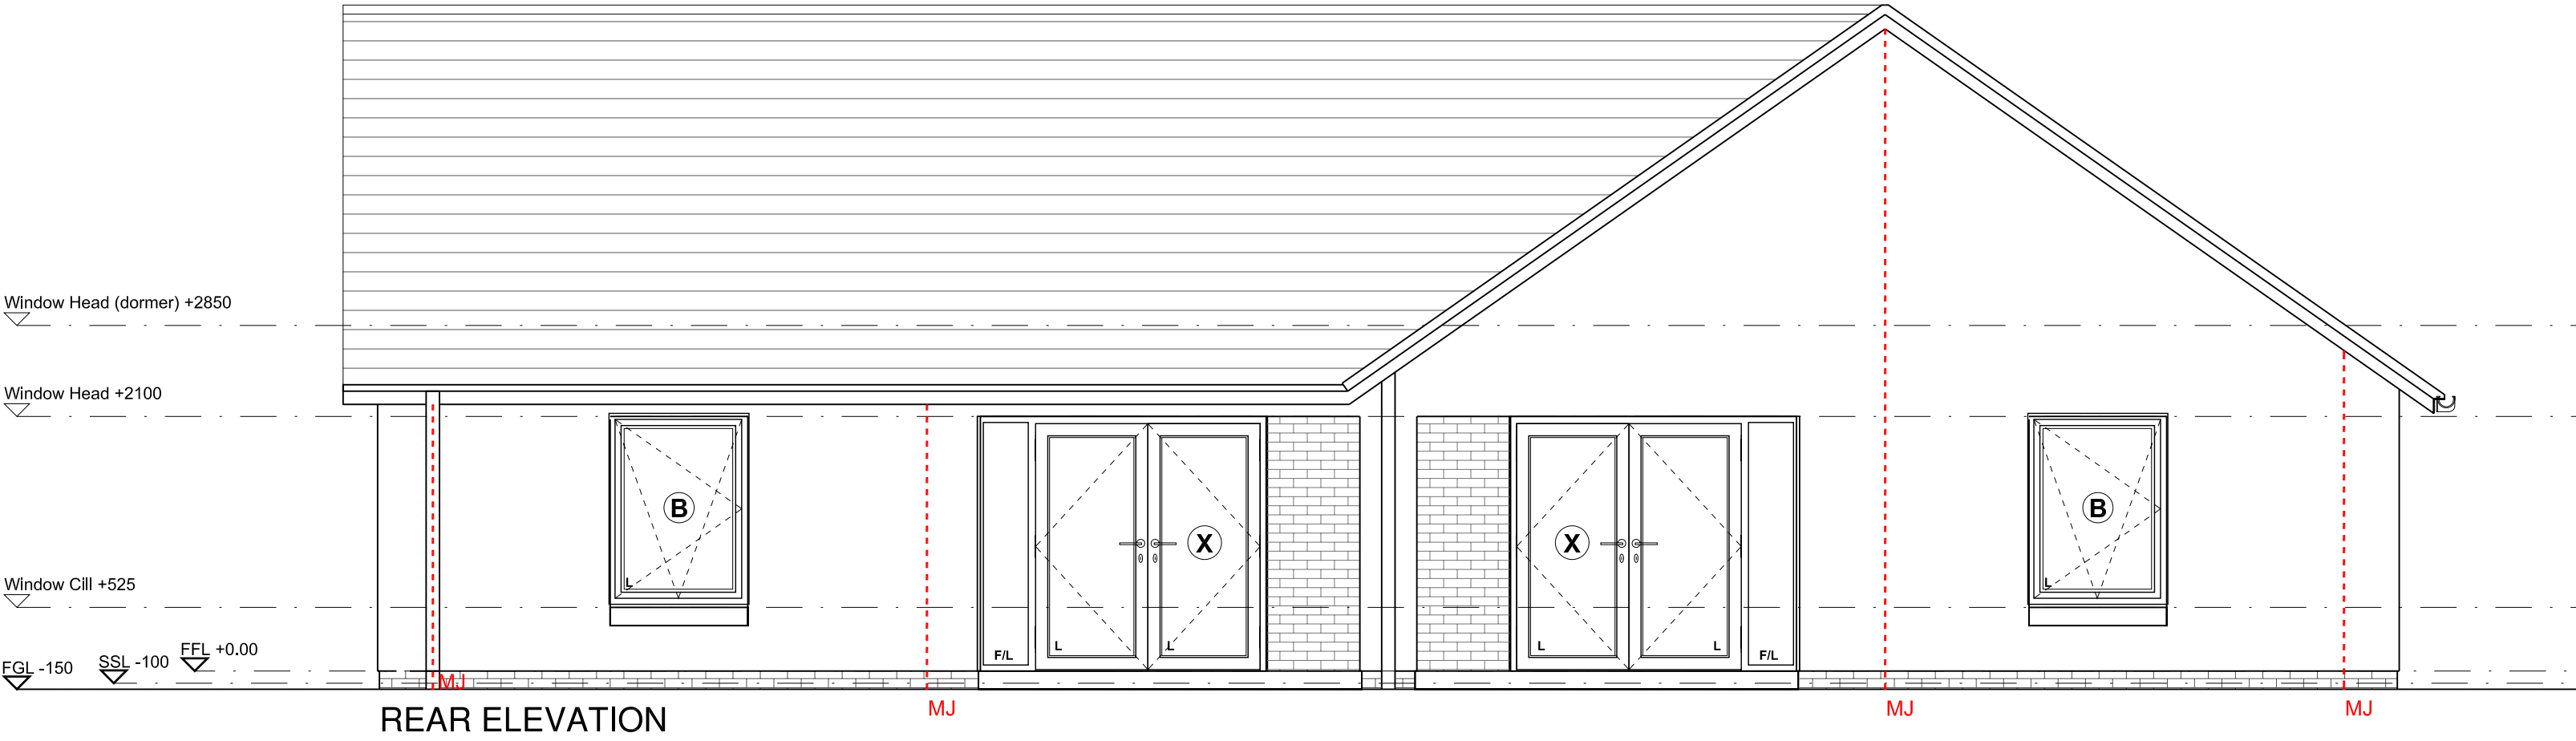 Window Head (dormer) +2850
Window Head +2100
B
B
X
X
Window Cill +525
L
L
L
L
F/L
L
L
F/L
FFL +0.00
SSL -100
FGL -150
MJ
MJ
MJ
MJ
REAR ELEVATION